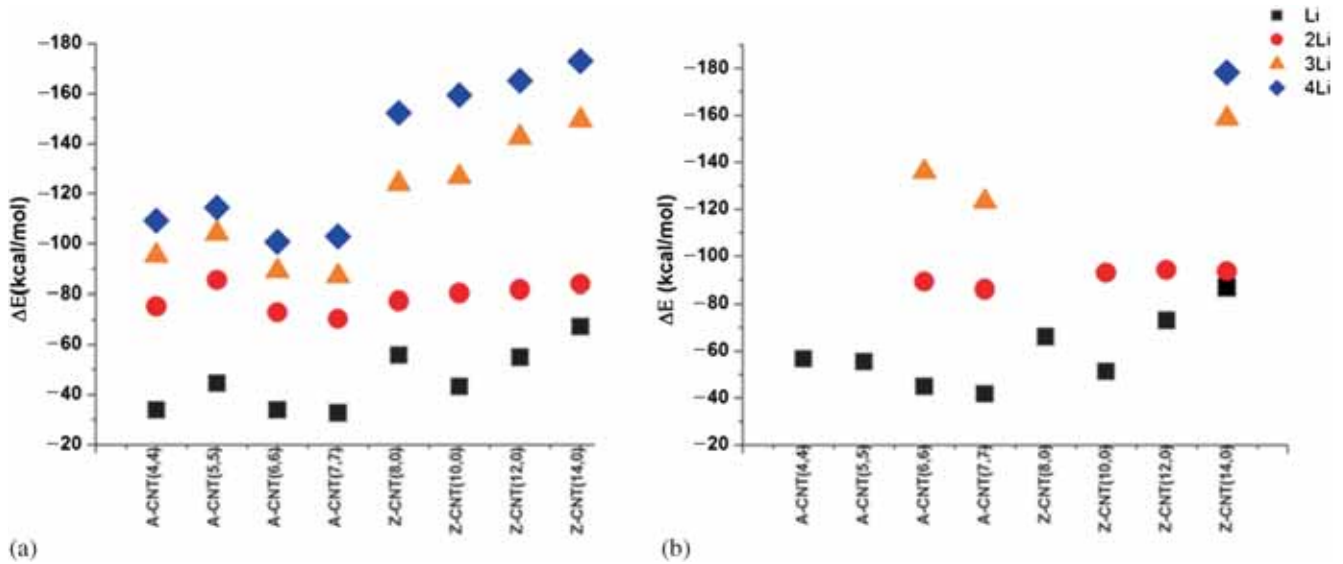 −180
−160
−140
−120
−100
−80
−60
−40
−20
ΔE(kcal/mol)
A-CNT(4,4)
A-CNT(5,5)
A-CNT(6,6)
A-CNT(7,7)
Z-CNT(8,0)
Z-CNT(10,0)
Z-CNT(12,0)
Z-CNT(14,0)
(a)
Li
2Li
3Li
4Li
−180
−160
−140
−120
−100
−80
−60
−40
−20
ΔE (kcal/mol)
A-CNT(4,4)
A-CNT(5,5)
A-CNT(6,6)
A-CNT(7,7)
Z-CNT(8,0)
Z-CNT(10,0)
Z-CNT(12,0)
Z-CNT(14,0)
(b)